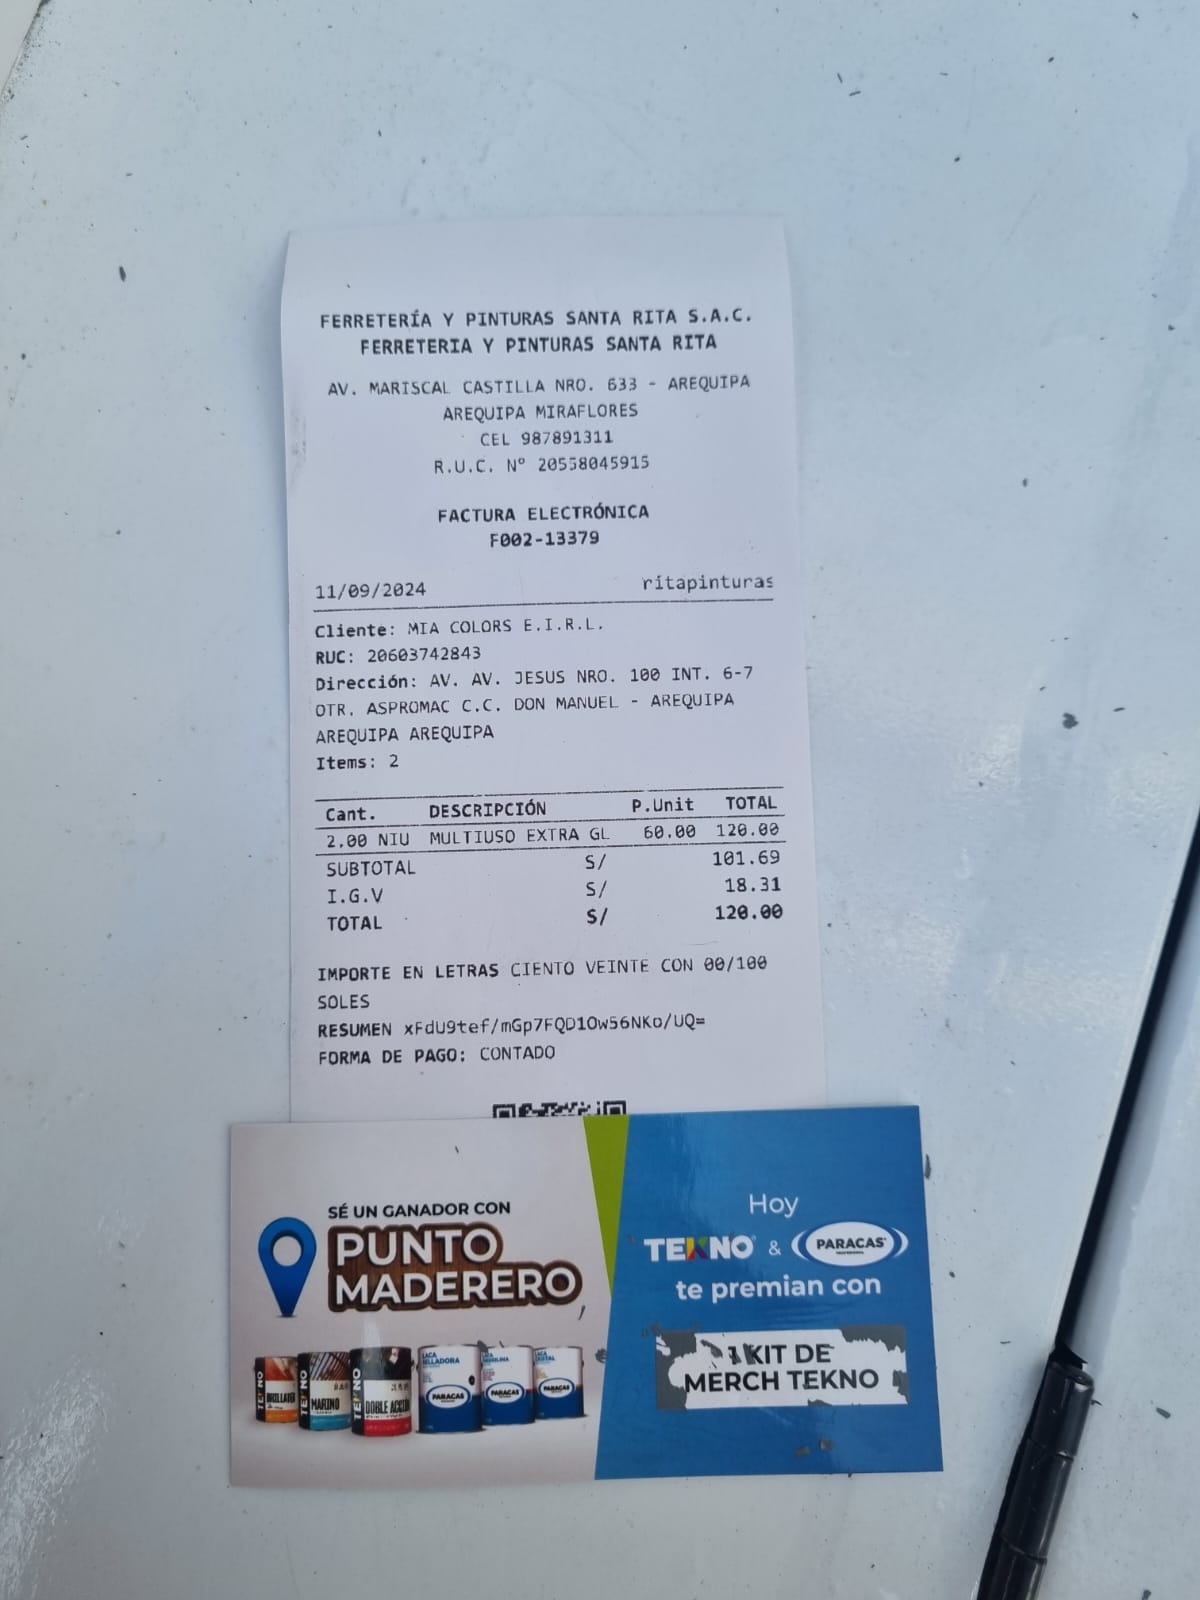 FERRETERÍA Y PINTURAS SANTA RITA S.A.C.
FERRETERIA Y PINTURAS SANTA RITA
AV. MARISCAL CASTILLA NRO. 633 - AREQUIPA
AREQUIPA MIRAFLORES
CEL 987891311
R.U.C. Nº 20558045915
FACTURA ELECTRÓNICA
F002-13379
11/09/2024 ritapinturas
Cliente: MIA COLORS E.I.R.L.
RUC: 20603742843
Dirección: AV. AV. JESUS NRO. 100 INT. 6-7
OTR. ASPROMAC C.C. DON MANUEL - AREQUIPA
AREQUIPA AREQUIPA
Items: 2
Cant. DESCRIPCIÓN P.Unit TOTAL
2.00 NIU MULTIUSO EXTRA GL 60.00 120.00
SUBTOTAL S/ 101.69
I.G.V S/ 18.31
TOTAL S/ 120.00
IMPORTE EN LETRAS CIENTO VEINTE CON 00/100
SOLES
RESUMEN xFdU9tef/mGp7FQD1Ow56NKo/UQ=
FORMA DE PAGO: CONTADO
SÉ UN GANADOR CON
PUNTO
MADERERO
TEKNO
BRILLATEK
TEKNO
MARINO
TEKNO
DOBLE ACCIÓN
LACA
SELLADORA
PARACAS
LACA
PARACAS
LACA
CRISTAL
PARACAS
Hoy
TEKNO & PARACAS
te premian con
1 KIT DE
MERCH TEKNO